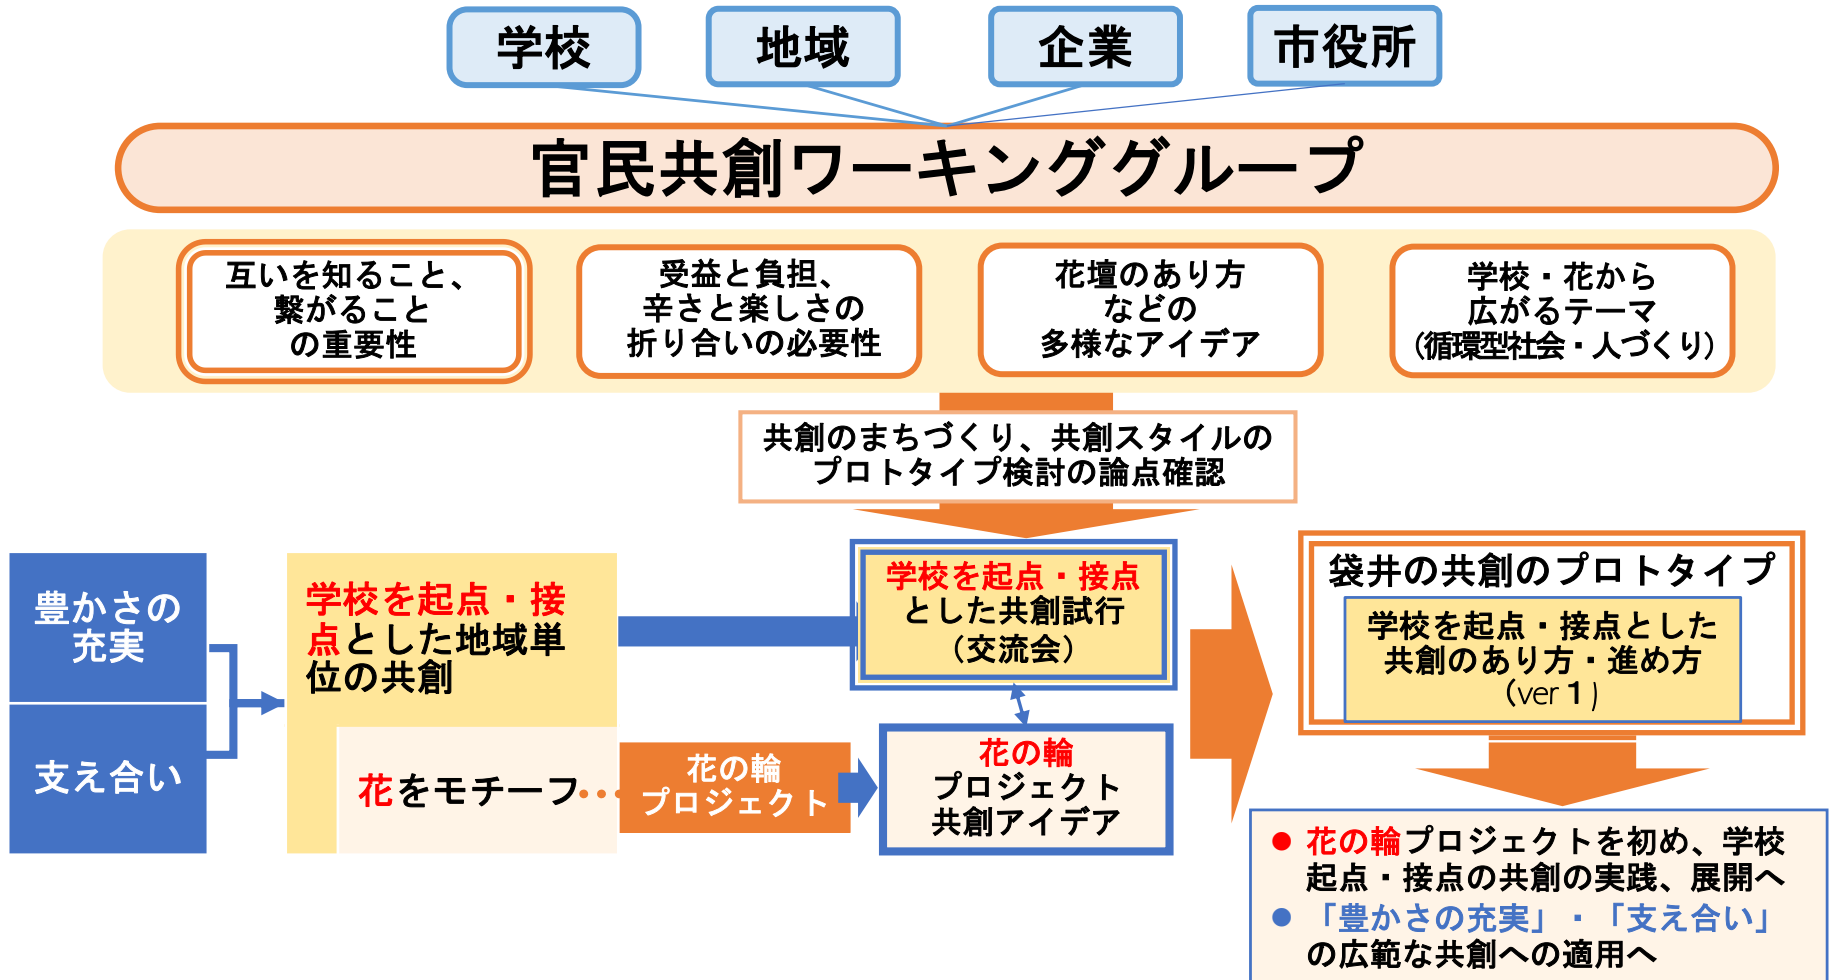 学校
地域
企業
市役所
官民共創ワーキンググループ
互いを知ること、
繋がること
の重要性
受益と負担、
辛さと楽しさの
折り合いの必要性
花壇のあり方
などの
多様なアイデア
学校・花から
広がるテーマ
(循環型社会・人づくり)
共創のまちづくり、共創スタイルの
プロトタイプ検討の論点確認
豊かさの
充実
支え合い
学校を起点・接
点とした地域単
位の共創
花をモチーフ
花の輪
プロジェクト
学校を起点・接点
とした共創試行
(交流会)
花の輪
プロジェクト
共創アイデア
袋井の共創のプロトタイプ
学校を起点・接点とした
共創のあり方・進め方
(ver１)
● 花の輪プロジェクトを初め、学校
起点・接点の共創の実践、展開へ
● 「豊かさの充実」・「支え合い」
の広範な共創への適用へ